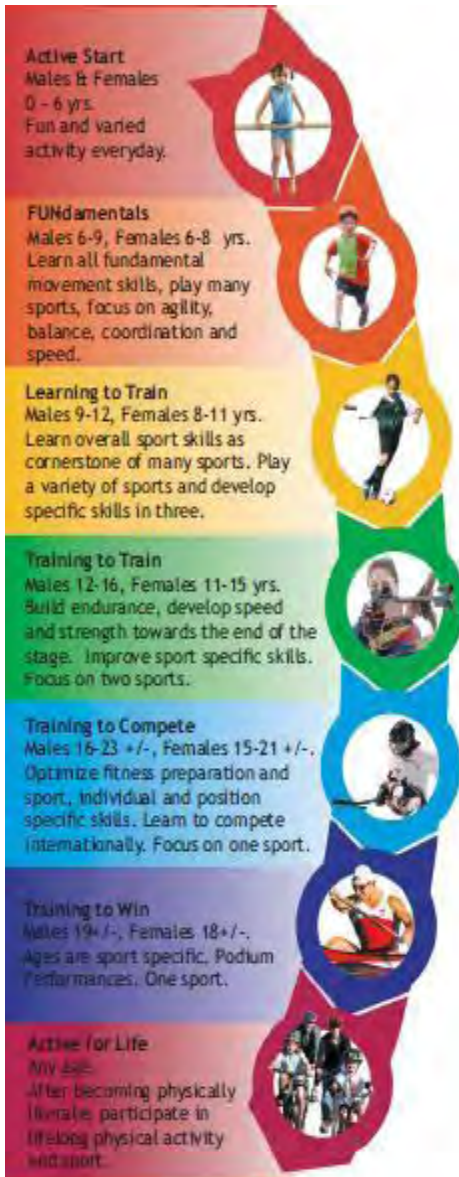 Active Start
Males & Females
0 – 6 yrs.
Fun and varied
activity everyday.
FUNdamentals
Males 6-9, Females 6-8 yrs.
Learn all fundamental
movement skills, play many
sports, focus on agility,
balance, coordination and
speed.
Learning to Train
Males 9-12, Females 8-11 yrs.
Learn overall sport skills as
cornerstone of many sports. Play
a variety of sports and develop
specific skills in three.
Training to Train
Males 12-16, Females 11-15 yrs.
Build endurance, develop speed
and strength towards the end of the
stage. Improve sport specific skills.
Focus on two sports.
Training to Compete
Males 16-23 +/-, Females 15-21 +/-.
Optimize fitness preparation and
sport, individual and position
specific skills. Learn to compete
internationally. Focus on one sport.
Training to Win
Males 19+/-, Females 18+/-.
Ages are sport specific. Podium
Performances. One sport.
Active for Life
Any age.
After becoming physically
literate, participate in
lifelong physical activity
and sport.